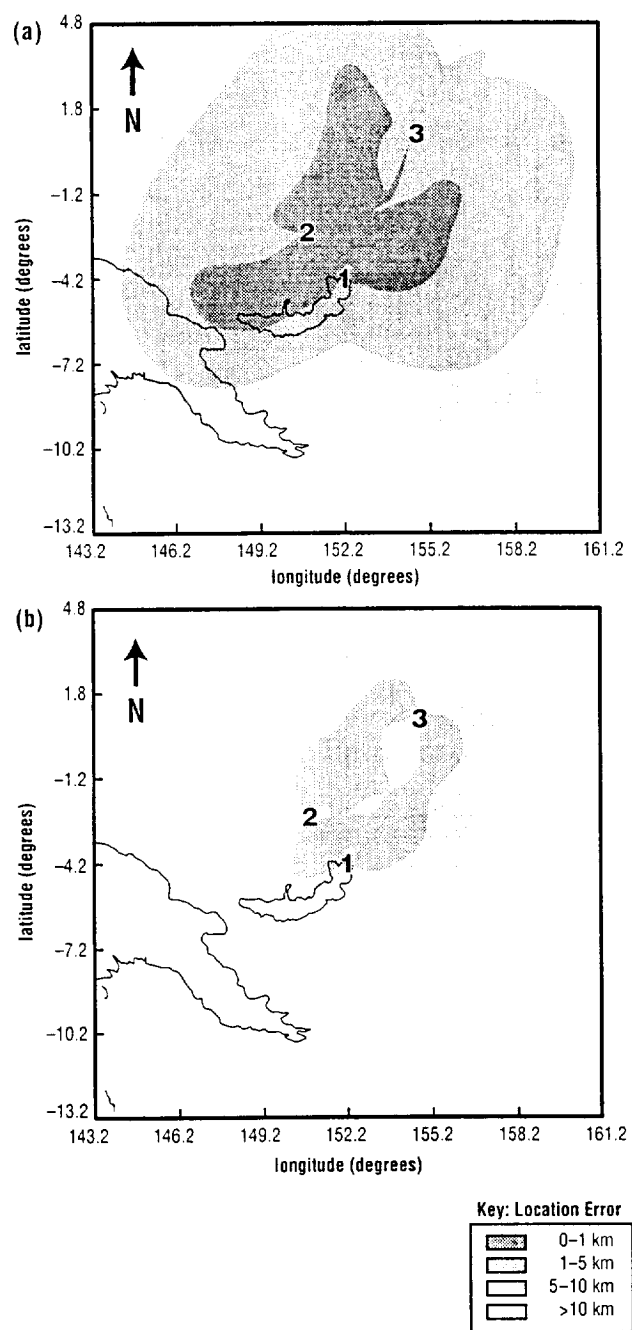 (a)
4.8
1.8
−1.2
−4.2
−7.2
−10.2
−13.2
latitude (degrees)
N
3
2
1
143.2 146.2 149.2 152.2 155.2 158.2 161.2
longitude (degrees)
(b)
4.8
1.8
−1.2
−4.2
−7.2
−10.2
−13.2
latitude (degrees)
N
3
2
1
143.2 146.2 149.2 152.2 155.2 158.2 161.2
longitude (degrees)
Key: Location Error
0–1 km
1–5 km
5–10 km
>10 km